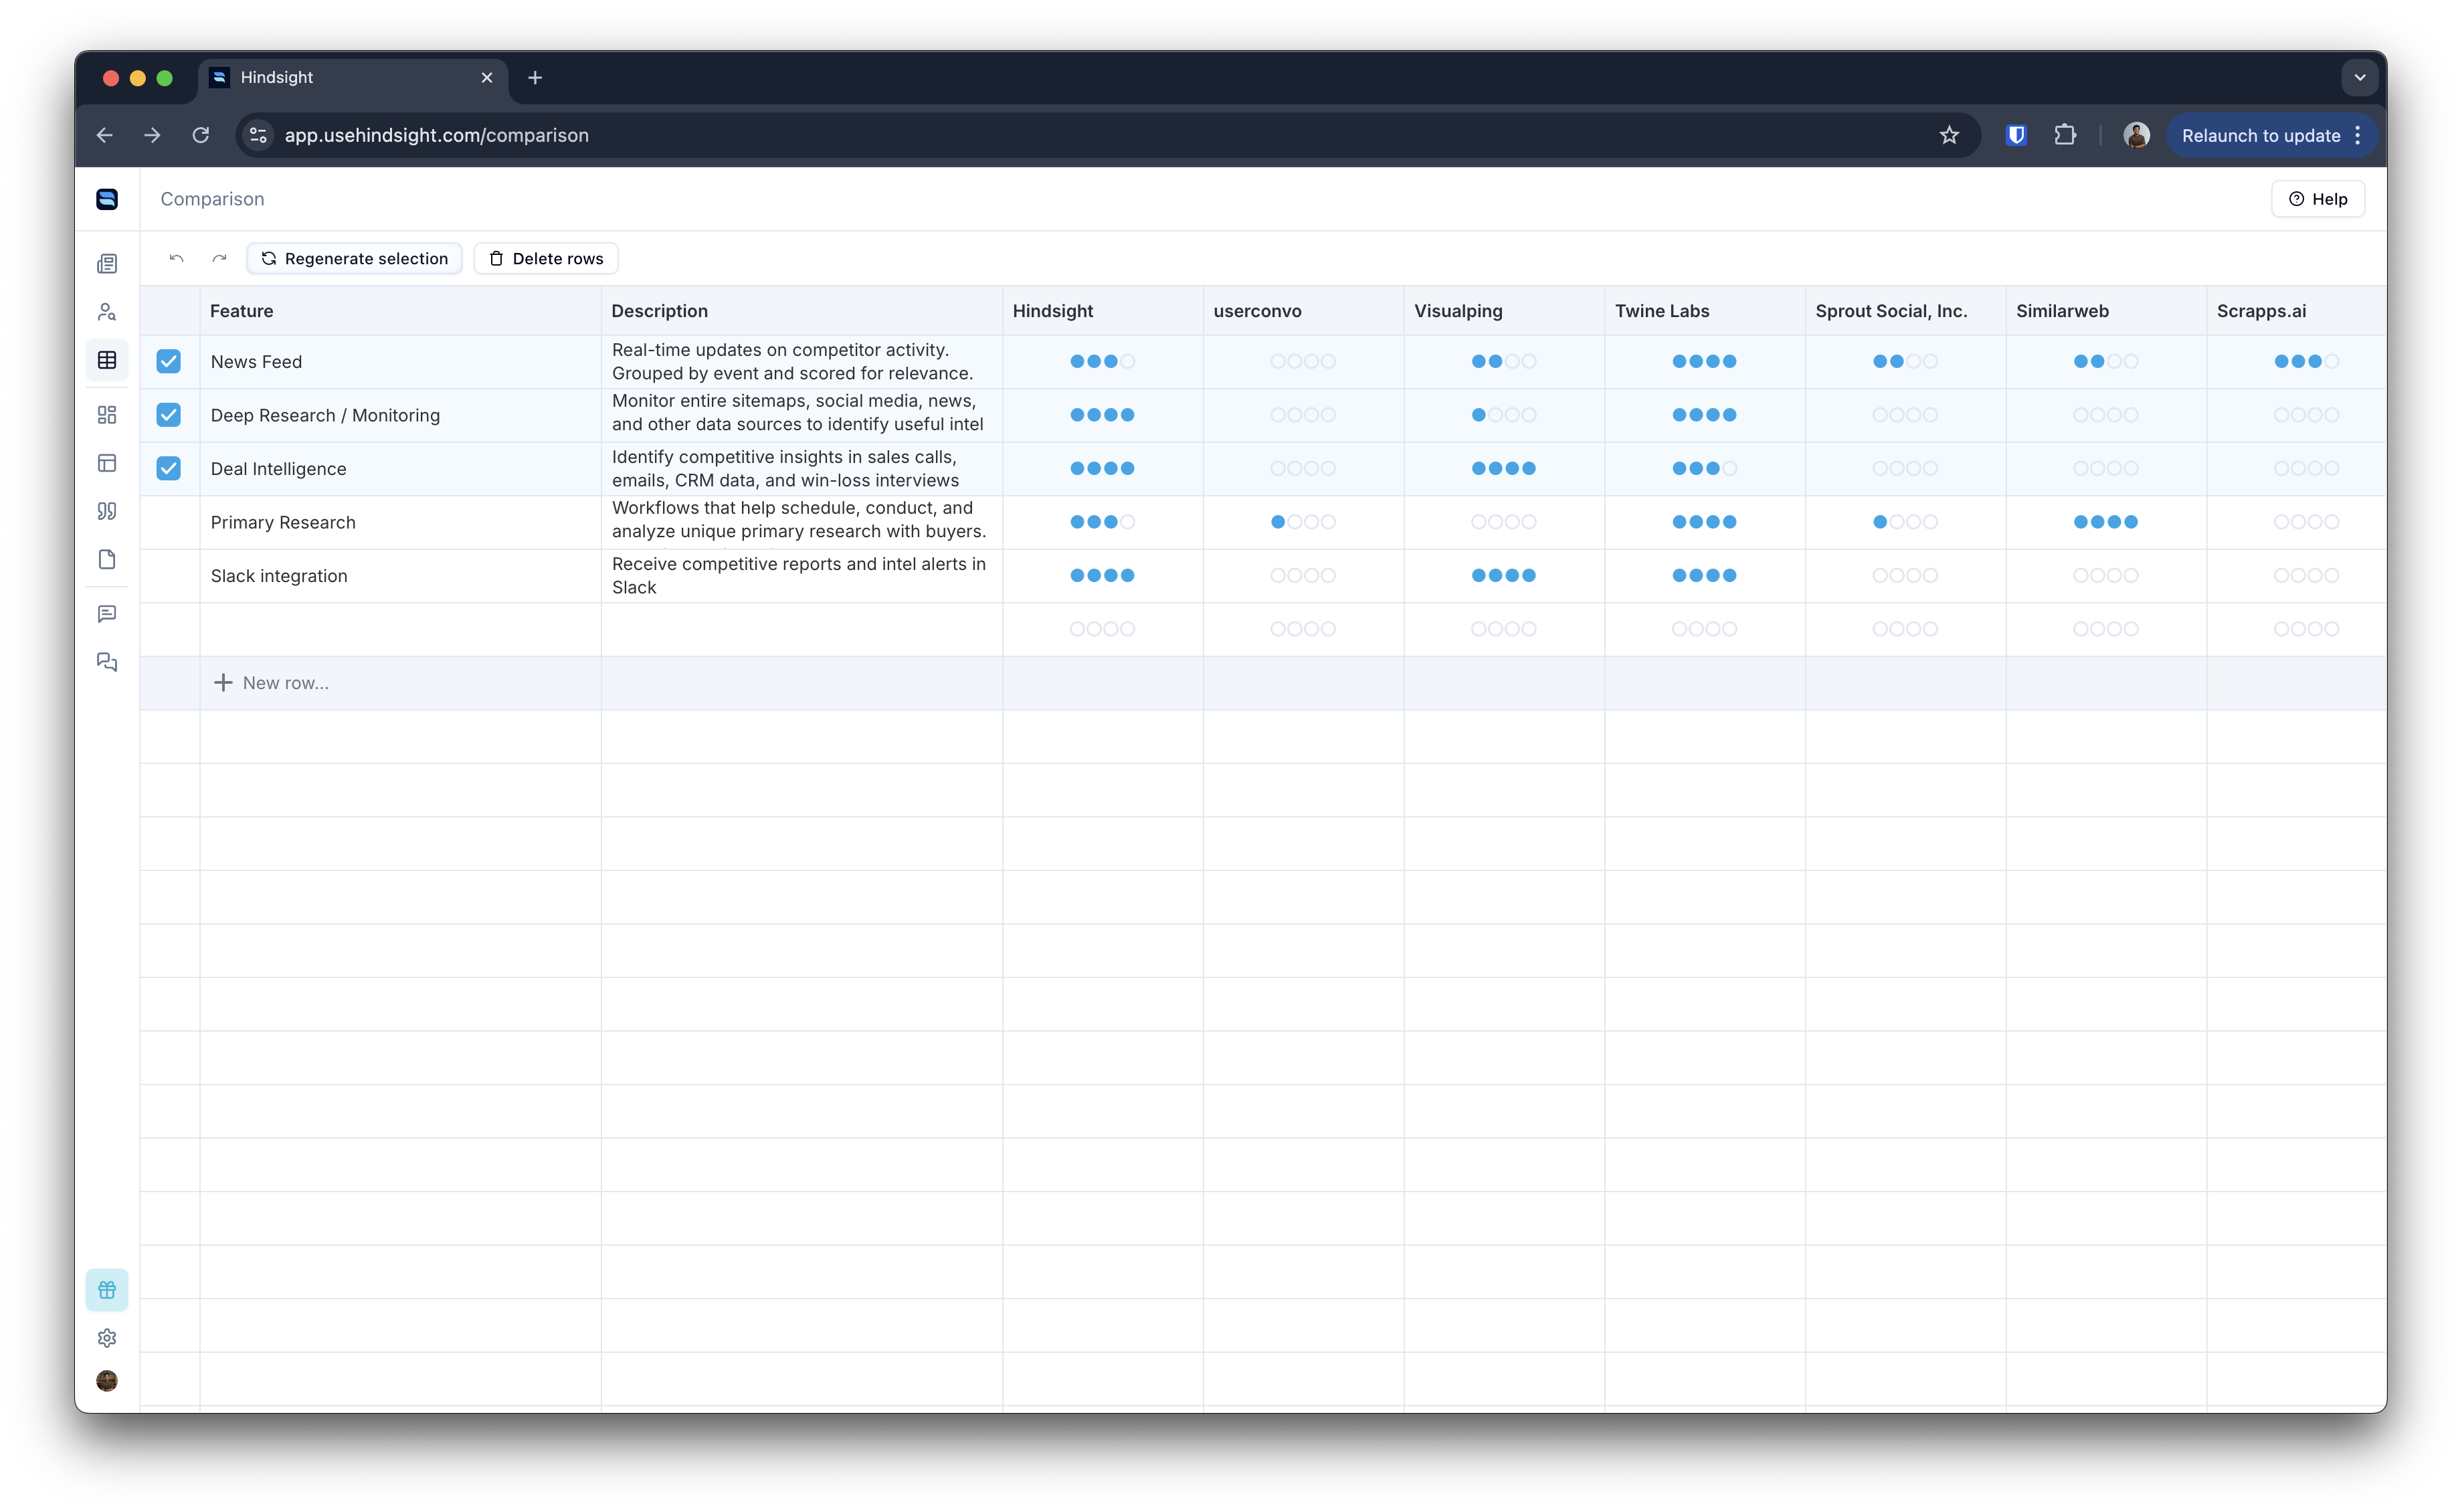 Hindsight
app.usehindsight.com/comparison
Relaunch to update
Comparison
Help
Regenerate selection
Delete rows
Feature
Description
Hindsight
userconvo
Visualping
Twine Labs
Sprout Social, Inc.
Similarweb
Scrapps.ai
News Feed
Real-time updates on competitor activity.
Grouped by event and scored for relevance.
Deep Research / Monitoring
Monitor entire sitemaps, social media, news,
and other data sources to identify useful intel
Deal Intelligence
Identify competitive insights in sales calls,
emails, CRM data, and win-loss interviews
Primary Research
Workflows that help schedule, conduct, and
analyze unique primary research with buyers.
Slack integration
Receive competitive reports and intel alerts in
Slack
New row...